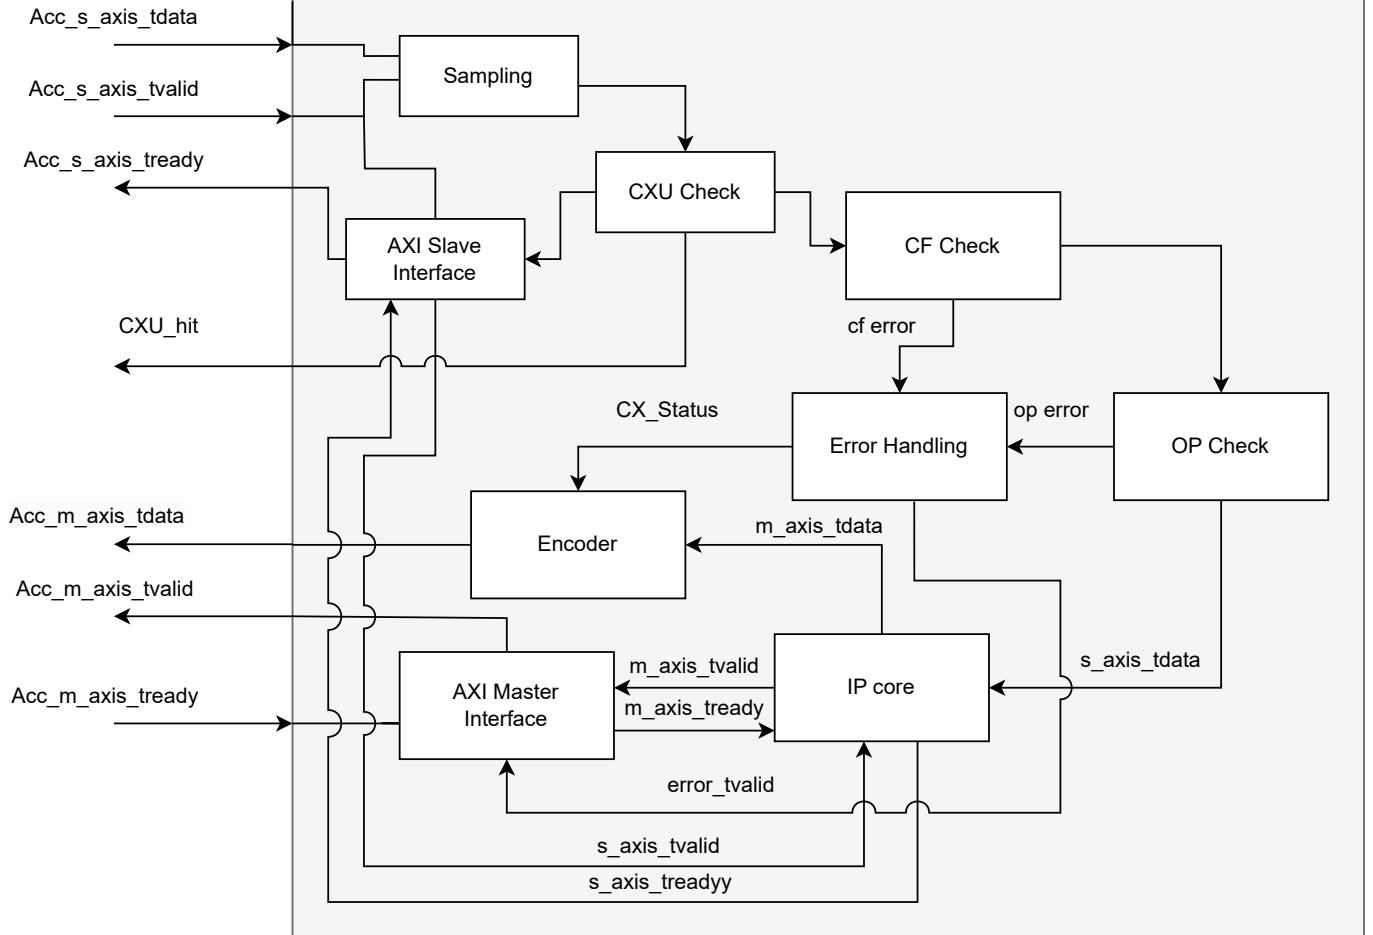 Acc_s_axis_tdata
Sampling
Acc_s_axis_tvalid
Acc_s_axis_tready
CXU Check
CF Check
AXI Slave
Interface
CXU_hit
cf error
CX_Status
op error
Error Handling
OP Check
Acc_m_axis_tdata
m_axis_tdata
Encoder
Acc_m_axis_tvalid
m_axis_tvalid
s_axis_tdata
Acc_m_axis_tready
AXI Master
Interface
IP core
m_axis_tready
error_tvalid
s_axis_tvalid
s_axis_treadyy